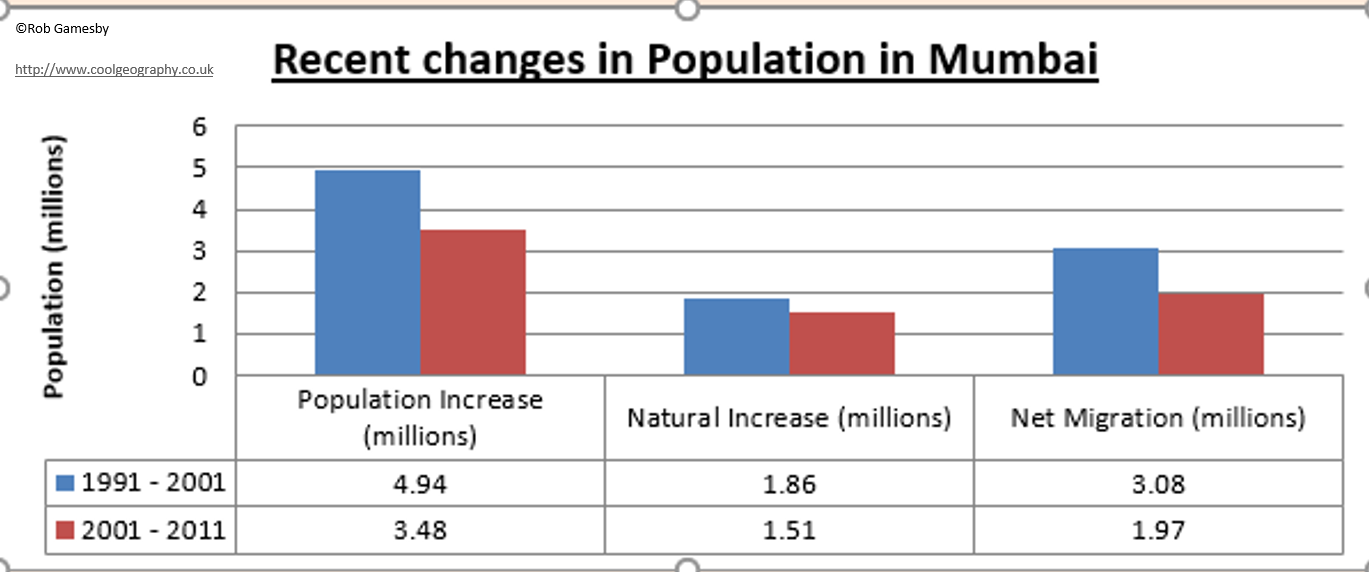 ©Rob Gamesby
http://www.coolgeography.co.uk
Recent changes in Population in Mumbai
Population (millions)
6
5
4
3
2
1
0
Population Increase
(millions)
Natural Increase (millions)
Net Migration (millions)
1991 - 2001 4.94 1.86 3.08
2001 - 2011 3.48 1.51 1.97